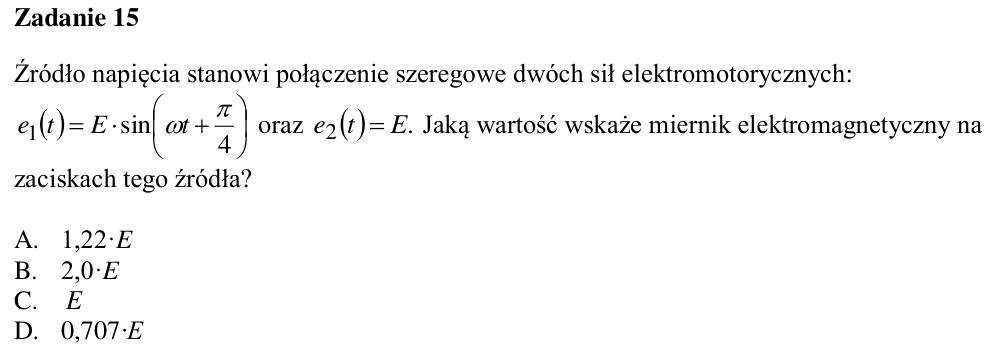 Zadanie 15
Źródło napięcia stanowi połączenie szeregowe dwóch sił elektromotorycznych:
e₁(t) = E · sin(ωt + π/4) oraz e₂(t) = E. Jaką wartość wskaże miernik elektromagnetyczny na
zaciskach tego źródła?
A. 1,22·E
B. 2,0·E
C. E
D. 0,707·E